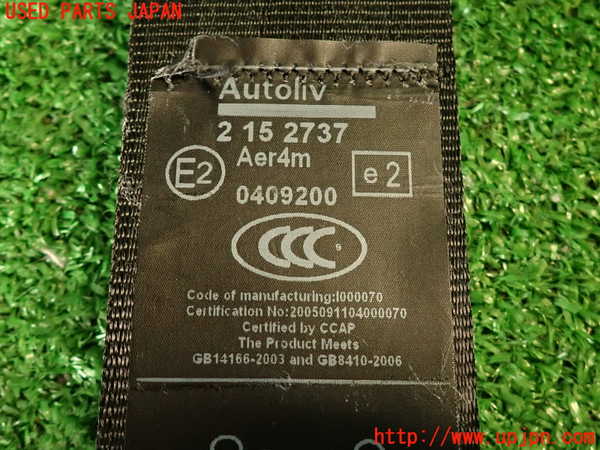 USED PARTS JAPAN
Autoliv
2 15 2737
Aer4m
E2
e 2
0409200
CCC S
Code of manufacturing:I000070
Certification No:2005091104000070
Certified by CCAP
The Product Meets
GB14166-2003 and GB8410-2006
http://www.upjpn.com